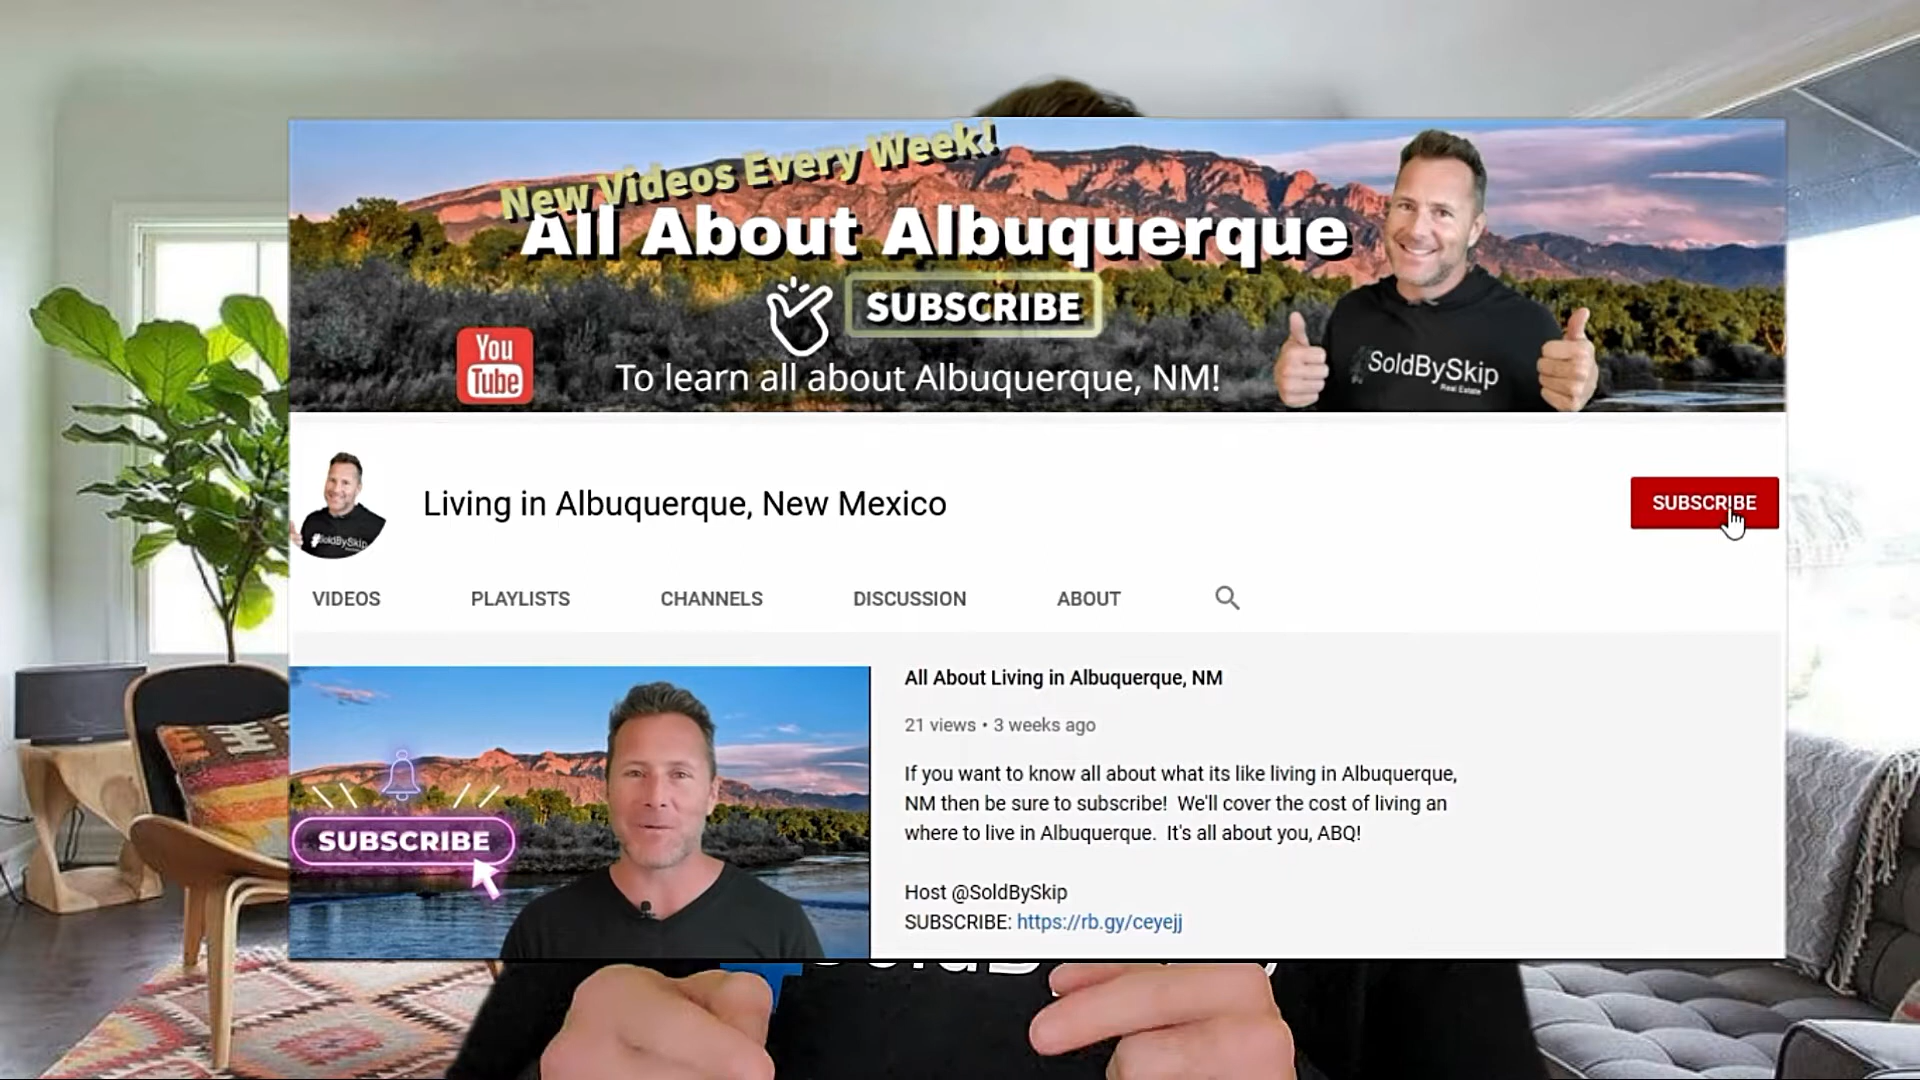 New Videos Every Week!
All About Albuquerque
SUBSCRIBE
You
Tube
To learn all about Albuquerque, NM!
SoldBySkip
Real Estate
Living in Albuquerque, New Mexico
SUBSCRIBE
SoldBySkip
VIDEOS PLAYLISTS CHANNELS DISCUSSION ABOUT
All About Living in Albuquerque, NM
21 views • 3 weeks ago
If you want to know all about what its like living in Albuquerque,
NM then be sure to subscribe! We'll cover the cost of living an
where to live in Albuquerque. It's all about you, ABQ!
SUBSCRIBE
Host @SoldBySkip
SUBSCRIBE: https://rb.gy/ceyejj